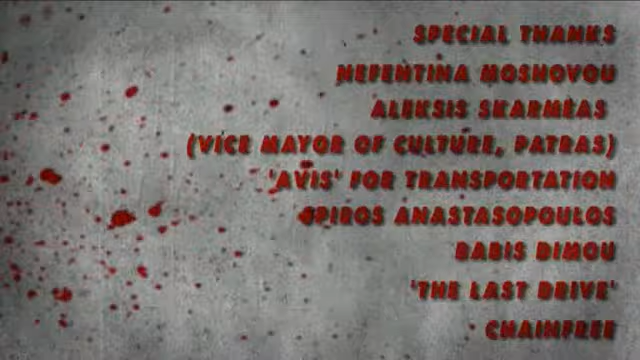 SPECIAL THANKS
NEFENTINA MOSHOVOU
ALEKSIS SKARMEAS
(VICE MAYOR OF CULTURE, PATRAS)
'AVIS' FOR TRANSPORTATION
SPIROS ANASTASOPOULOS
BABIS DIMOU
'THE LAST DRIVE'
CHAINFREE